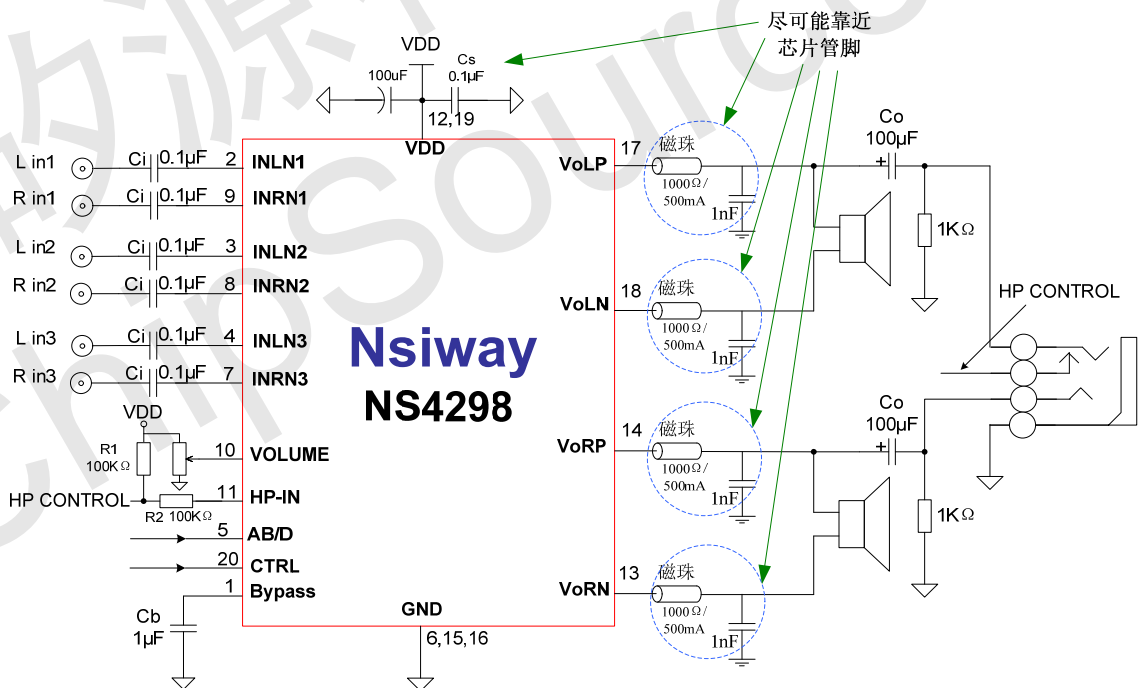 尽可能靠近
芯片管脚
VDD
Cs
100uF
0.1μF
12,19
VDD
L in1
Ci
0.1μF
2
INLN1
R in1
Ci
0.1μF
9
INRN1
L in2
Ci
0.1μF
3
INLN2
R in2
Ci
0.1μF
8
INRN2
L in3
Ci
0.1μF
4
INLN3
R in3
Ci
0.1μF
7
INRN3
VDD
R1
100KΩ
10
VOLUME
HP CONTROL
11
HP-IN
R2 100KΩ
5
AB/D
20
CTRL
1
Bypass
Cb
1μF
Nsiway
NS4298
GND
6,15,16
VoLP
17
磁珠
1000Ω/
500mA
1nF
VoLN
18
磁珠
1000Ω/
500mA
1nF
VoRP
14
磁珠
1000Ω/
500mA
1nF
VoRN
13
磁珠
1000Ω/
500mA
1nF
Co
100μF
+
1KΩ
HP CONTROL
Co
100μF
+
1KΩ